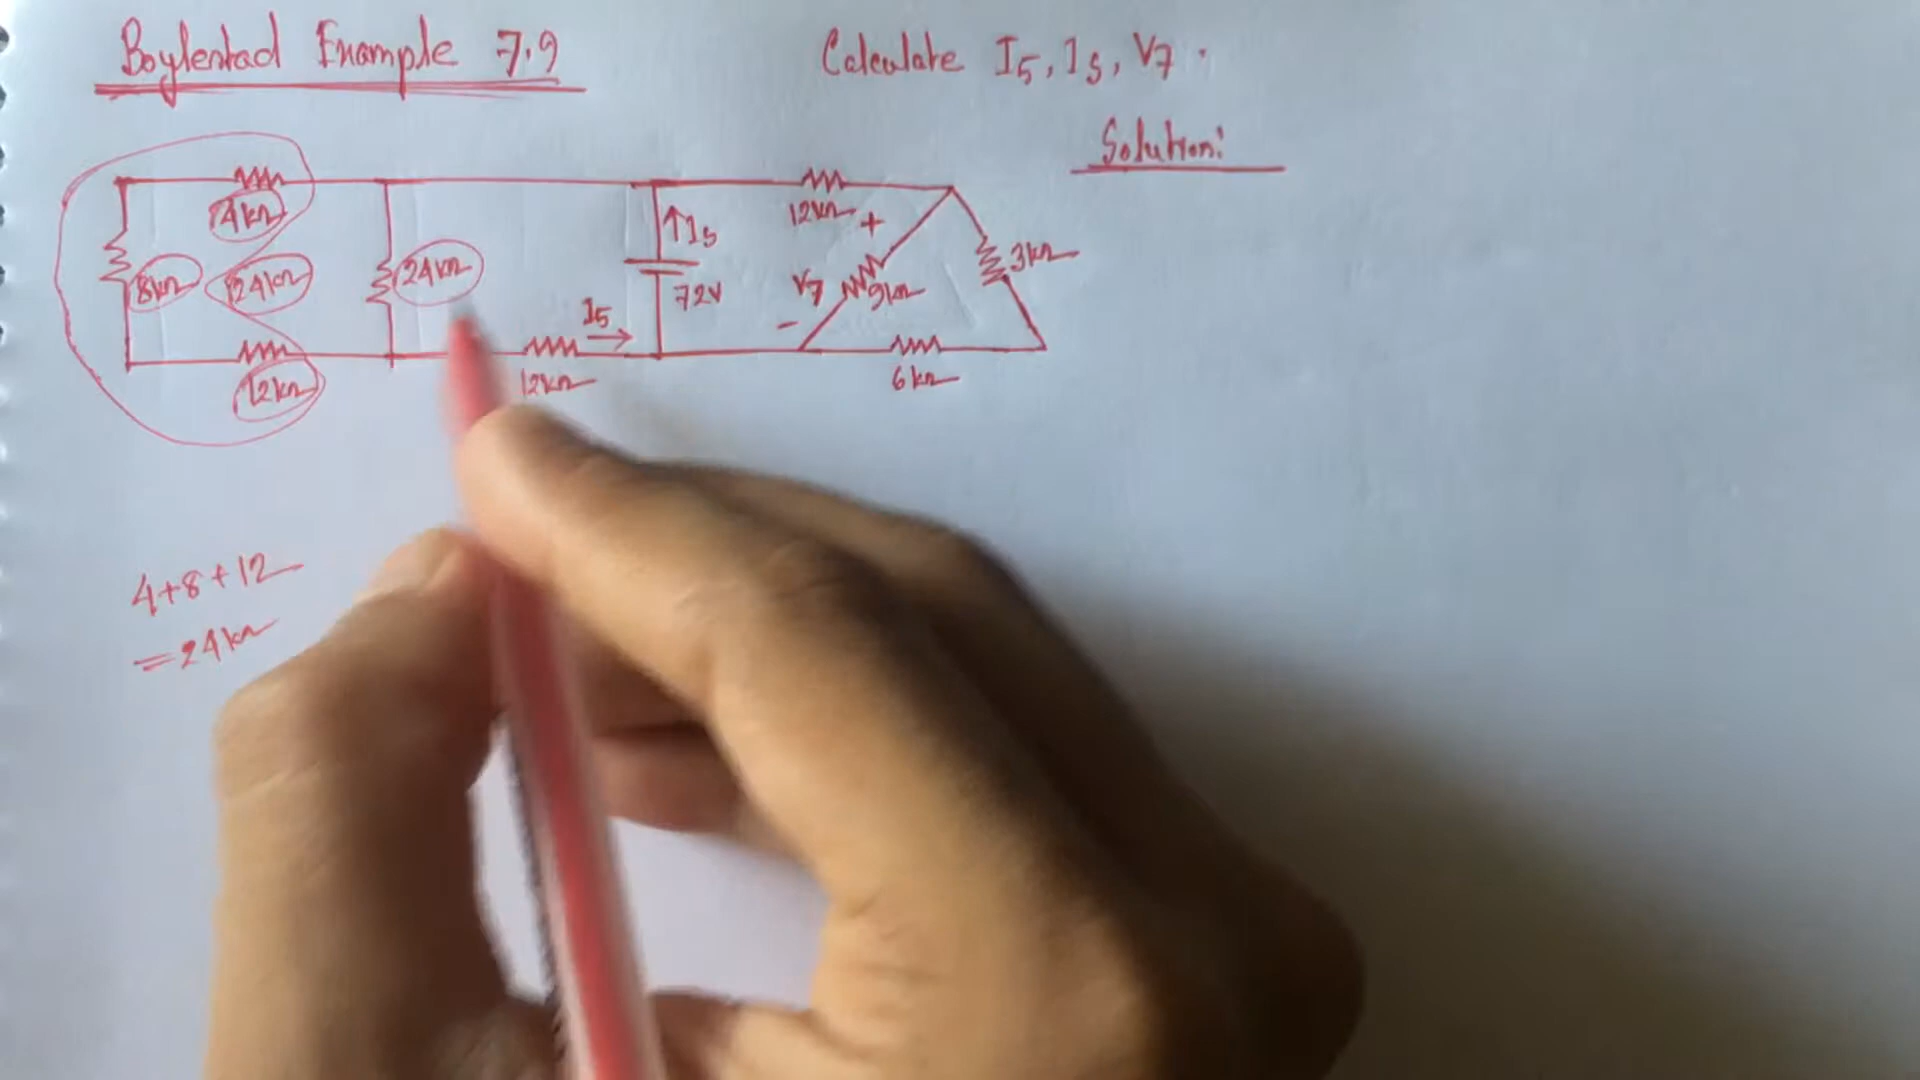 Boylestad Example 7.9
Calculate I5, Is, V7.
Solution:
4kΩ
8kΩ
24kΩ
12kΩ
24kΩ
I5
12kΩ
↑Is
72V
12kΩ
+
V7
9kΩ
-
3kΩ
6kΩ
4+8+12
=24kΩ